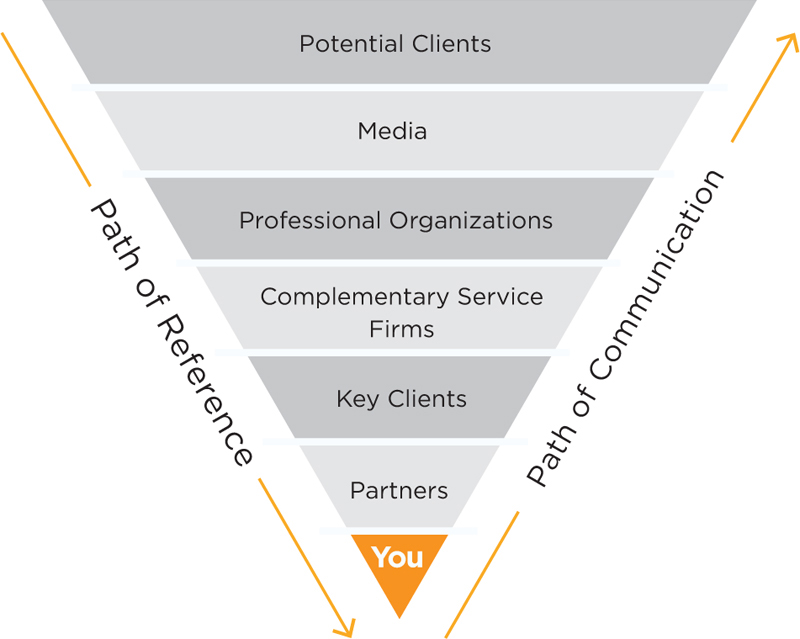 Potential Clients
Media
Professional Organizations
Complementary Service
Firms
Key Clients
Partners
You
Path of Reference
Path of Communication